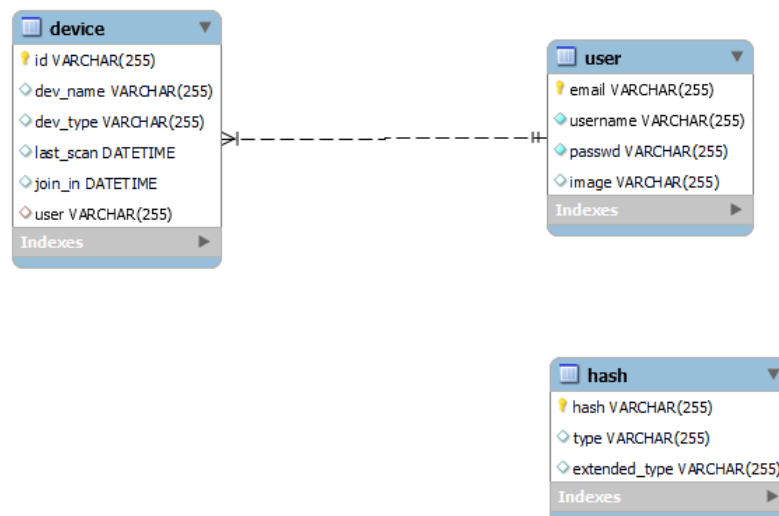 device
id VARCHAR(255)
dev_name VARCHAR(255)
dev_type VARCHAR(255)
last_scan DATETIME
join_in DATETIME
user VARCHAR(255)
Indexes
user
email VARCHAR(255)
username VARCHAR(255)
passwd VARCHAR(255)
image VARCHAR(255)
Indexes
hash
hash VARCHAR(255)
type VARCHAR(255)
extended_type VARCHAR(255)
Indexes